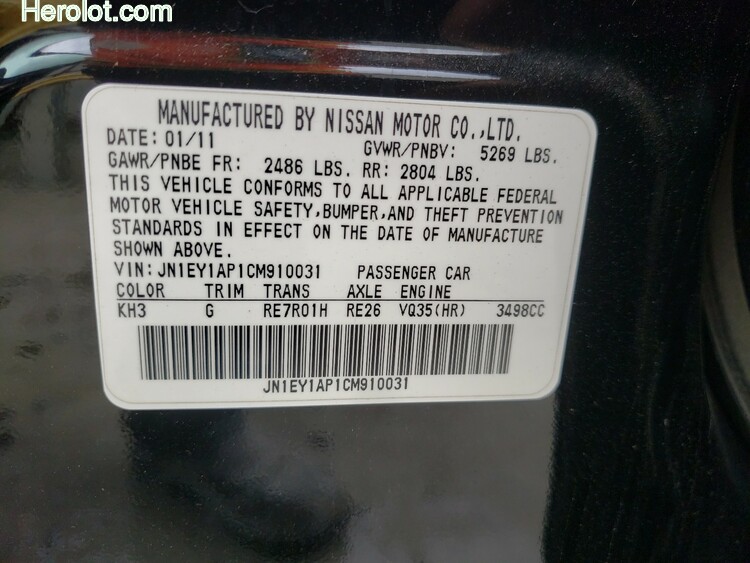 Herolot.com
MANUFACTURED BY NISSAN MOTOR CO.,LTD.
DATE: 01/11 GVWR/PNBV: 5269 LBS.
GAWR/PNBE FR: 2486 LBS. RR: 2804 LBS.
THIS VEHICLE CONFORMS TO ALL APPLICABLE FEDERAL
MOTOR VEHICLE SAFETY,BUMPER,AND THEFT PREVENTION
STANDARDS IN EFFECT ON THE DATE OF MANUFACTURE
SHOWN ABOVE.
VIN:JN1EY1AP1CM910031 PASSENGER CAR
COLOR TRIM TRANS AXLE ENGINE
KH3 G RE7R01H RE26 VQ35(HR) 3498CC
JN1EY1AP1CM910031